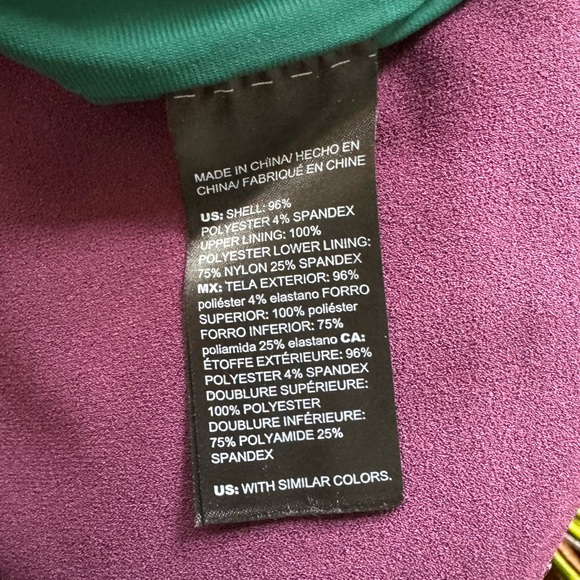 MADE IN CHINA/ HECHO EN
CHINA/ FABRIQUÉ EN CHINE
US: SHELL: 96%
POLYESTER 4% SPANDEX
UPPER LINING: 100%
POLYESTER LOWER LINING:
75% NYLON 25% SPANDEX
MX: TELA EXTERIOR: 96%
poliéster 4% elastano FORRO
SUPERIOR: 100% poliéster
FORRO INFERIOR: 75%
poliamida 25% elastano CA:
ÉTOFFE EXTÉRIEURE: 96%
POLYESTER 4% SPANDEX
DOUBLURE SUPÉRIEURE:
100% POLYESTER
DOUBLURE INFÉRIEURE:
75% POLYAMIDE 25%
SPANDEX
US: WITH SIMILAR COLORS.